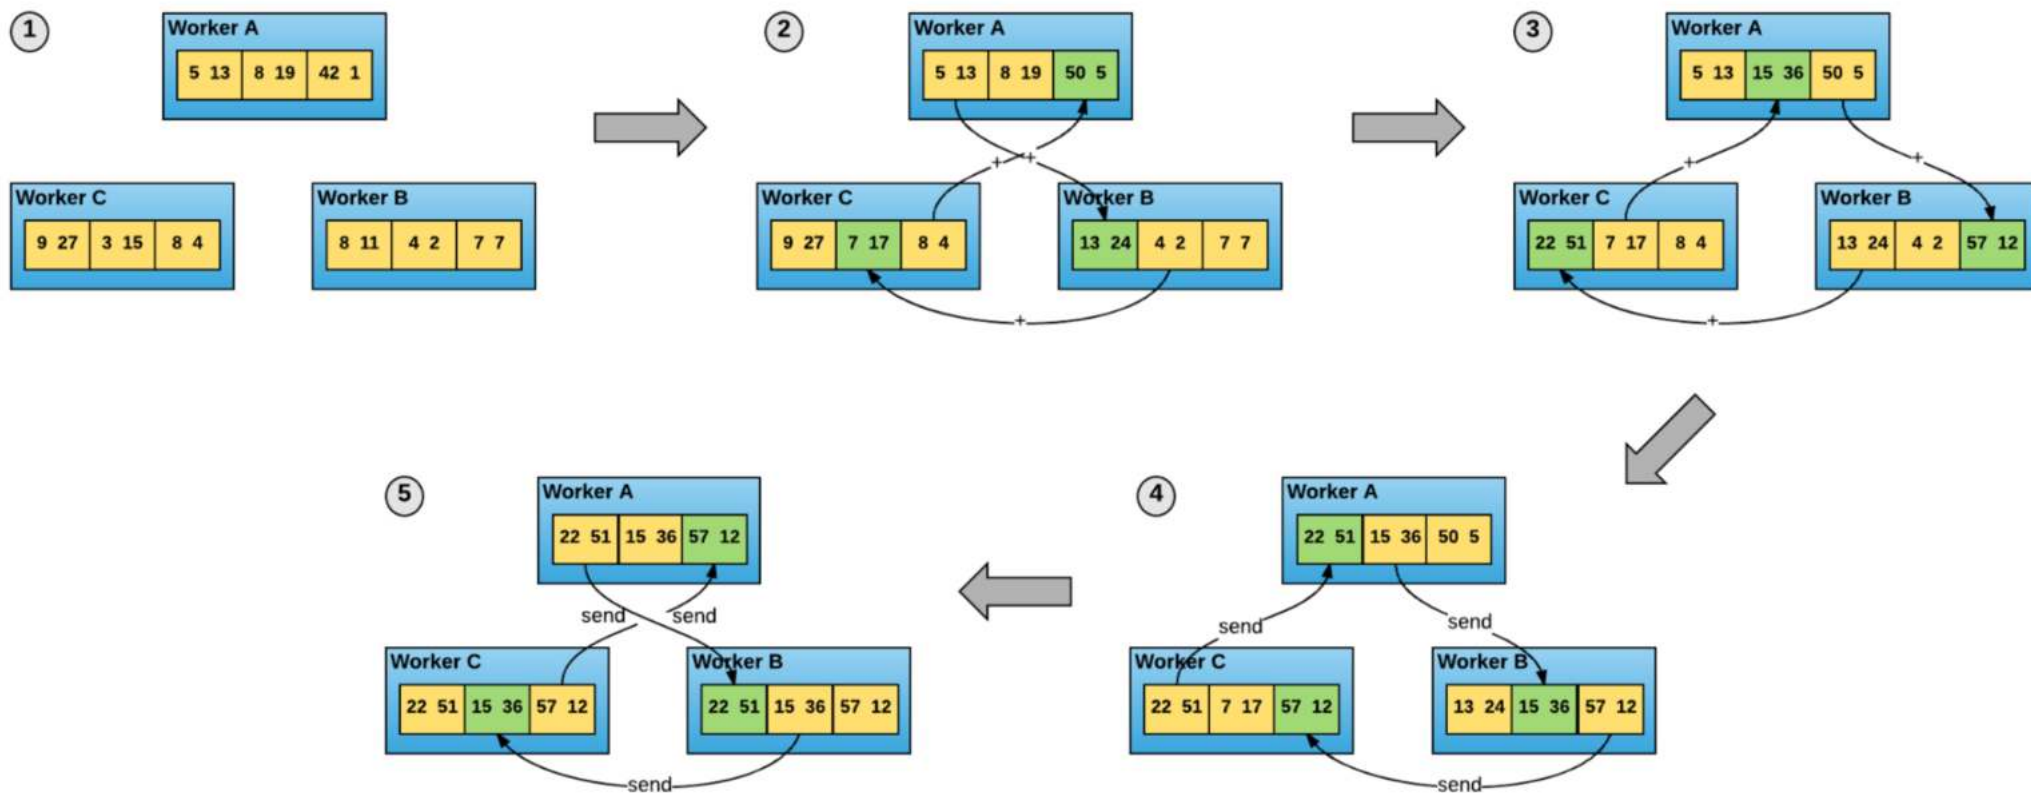 1
Worker A
5 13 8 19 42 1
Worker C
9 27 3 15 8 4
Worker B
8 11 4 2 7 7
2
Worker A
5 13 8 19 50 5
+ +
Worker C
9 27 7 17 8 4
Worker B
13 24 4 2 7 7
+
3
Worker A
5 13 15 36 50 5
+ +
Worker C
22 51 7 17 8 4
Worker B
13 24 4 2 57 12
+
5
Worker A
22 51 15 36 57 12
send send
Worker C
22 51 15 36 57 12
Worker B
22 51 15 36 57 12
send
4
Worker A
22 51 15 36 50 5
send send
Worker C
22 51 7 17 57 12
Worker B
13 24 15 36 57 12
send